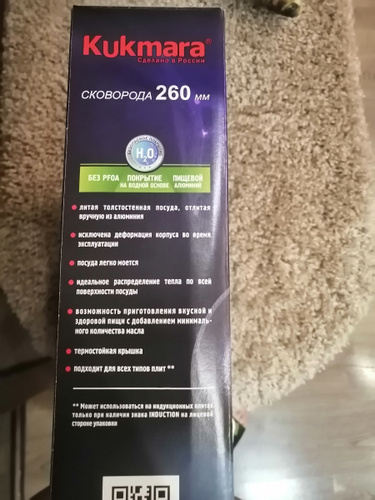 Kukmara®
Сделано в России
СКОВОРОДА 260 мм
H₂O
БЕЗ PFOA ПОКРЫТИЕ НА ВОДНОЙ ОСНОВЕ ПИЩЕВОЙ АЛЮМИНИЙ
• литая толстостенная посуда, отлитая
вручную из алюминия
• исключена деформация корпуса во время
эксплуатации
• посуда легко моется
• идеальное распределение тепла по всей
поверхности посуды
• возможность приготовления вкусной и
здоровой пищи с добавлением минималь-
ного количества масла
• термостойкая крышка
• подходит для всех типов плит **
** Может использоваться на индукционных плитах
только при наличии знака INDUCTION на лицевой
стороне упаковки